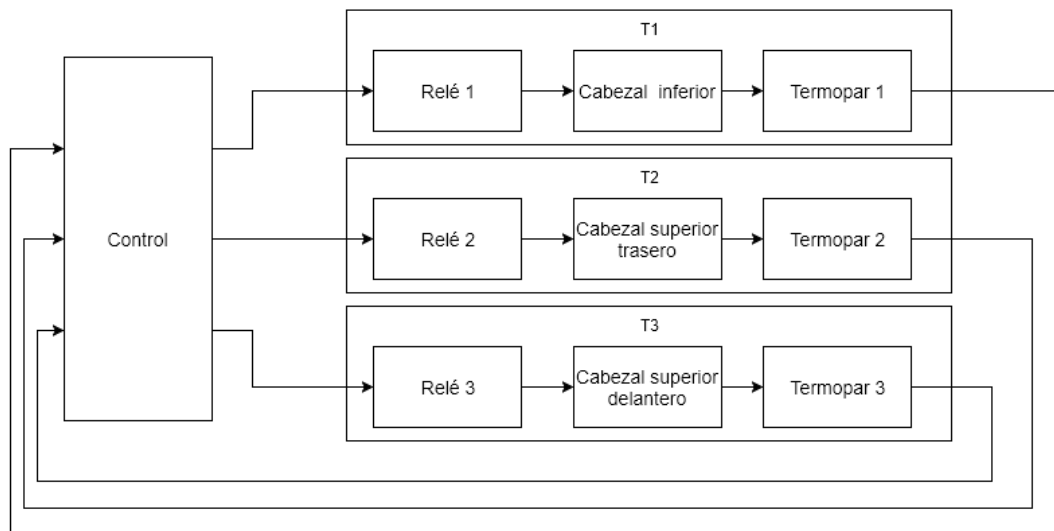 Control
T1
Relé 1
Cabezal inferior
Termopar 1
T2
Relé 2
Cabezal superior
trasero
Termopar 2
T3
Relé 3
Cabezal superior
delantero
Termopar 3